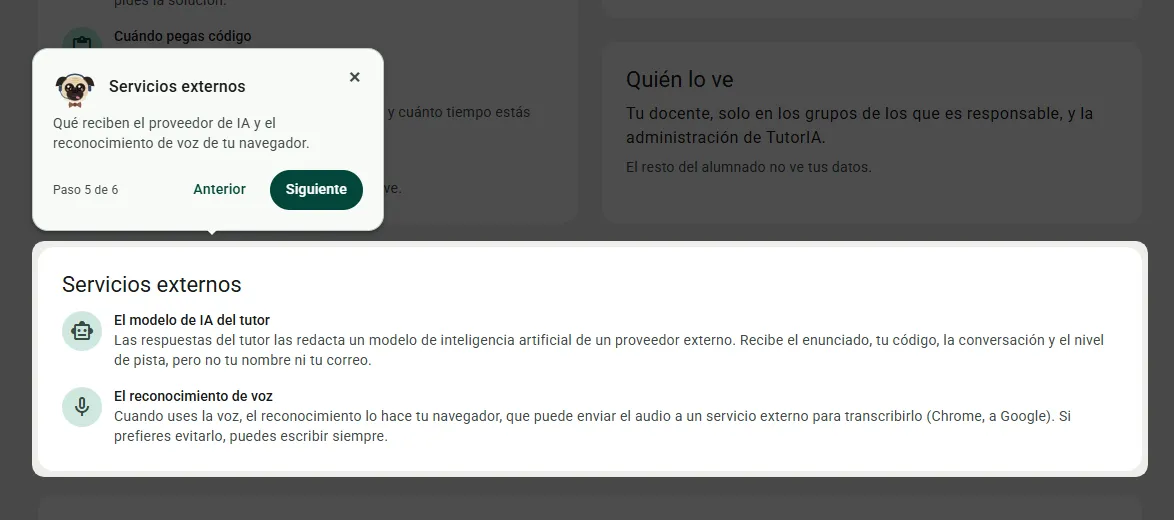 pides la solución.
Cuándo pegas código
Servicios externos
Qué reciben el proveedor de IA y el
reconocimiento de voz de tu navegador.
Paso 5 de 6
Anterior
Siguiente
y cuánto tiempo estás
ve.
Quién lo ve
Tu docente, solo en los grupos de los que es responsable, y la
administración de TutorIA.
El resto del alumnado no ve tus datos.
Servicios externos
El modelo de IA del tutor
Las respuestas del tutor las redacta un modelo de inteligencia artificial de un proveedor externo. Recibe el enunciado, tu código, la conversación y el nivel
de pista, pero no tu nombre ni tu correo.
El reconocimiento de voz
Cuando uses la voz, el reconocimiento lo hace tu navegador, que puede enviar el audio a un servicio externo para transcribirlo (Chrome, a Google). Si
prefieres evitarlo, puedes escribir siempre.